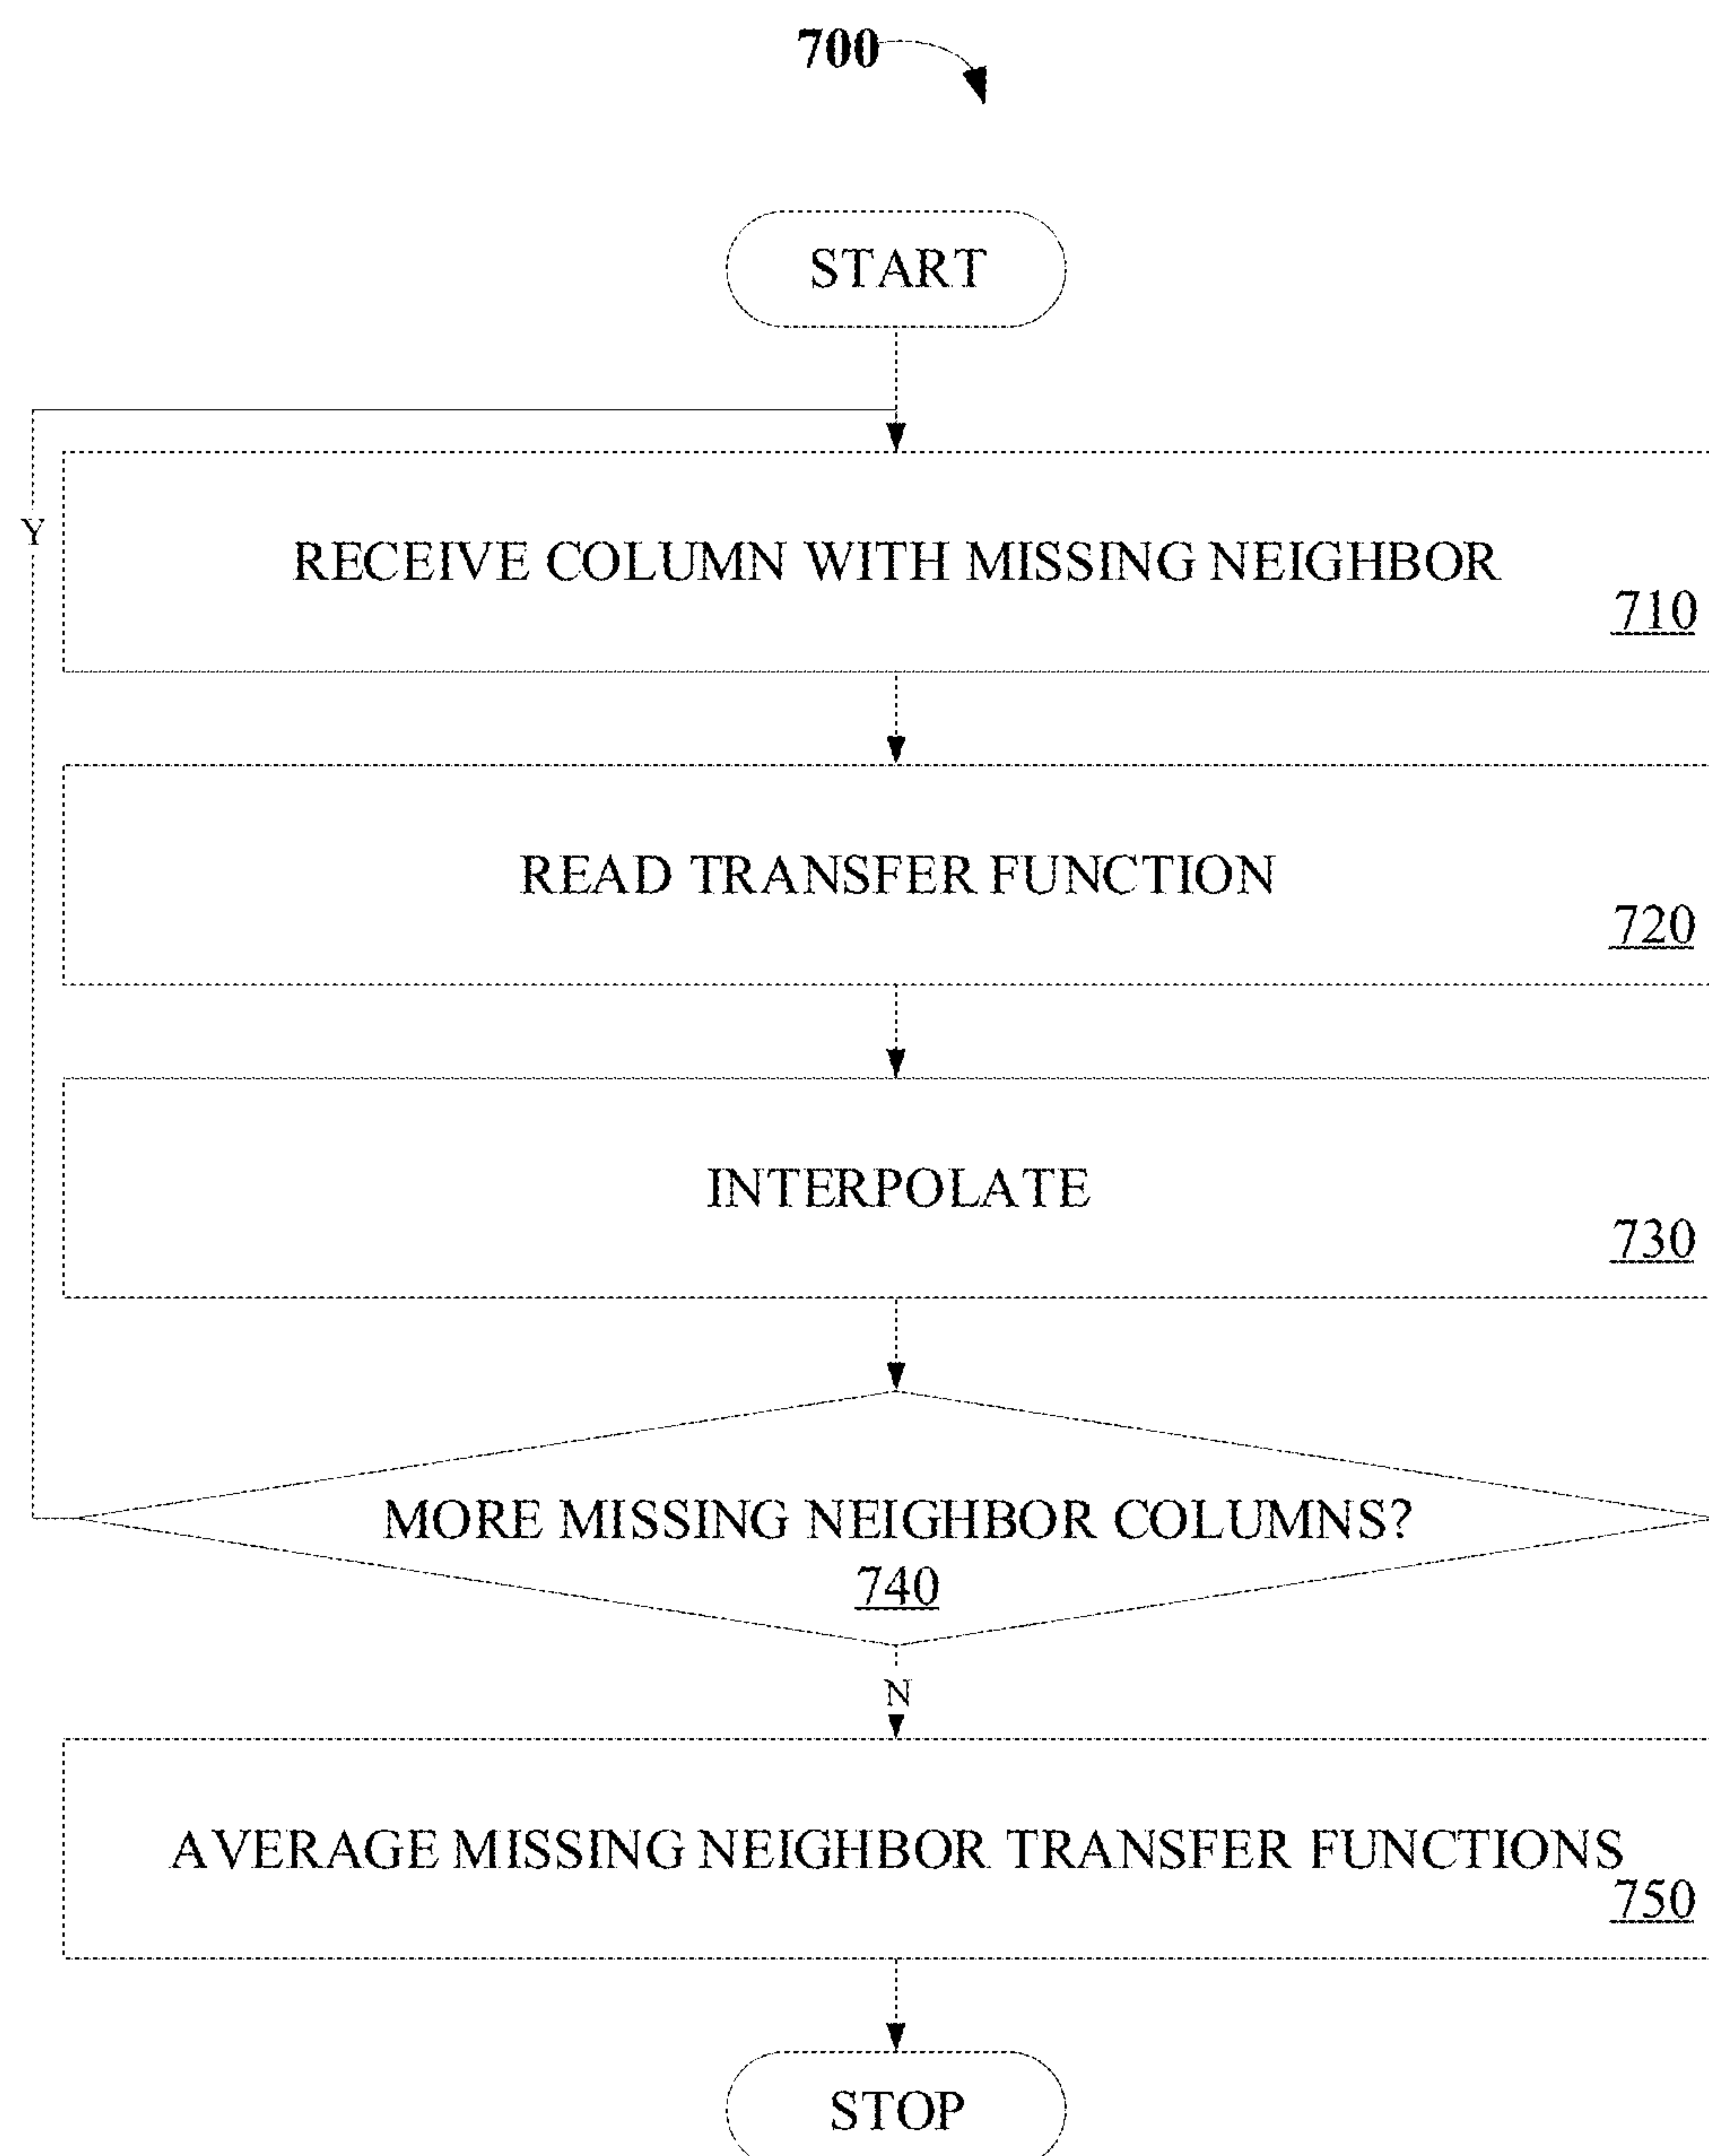 700
START
Y
RECEIVE COLUMN WITH MISSING NEIGHBOR
710
READ TRANSFER FUNCTION
720
INTERPOLATE
730
MORE MISSING NEIGHBOR COLUMNS?
740
N
AVERAGE MISSING NEIGHBOR TRANSFER FUNCTIONS
750
STOP